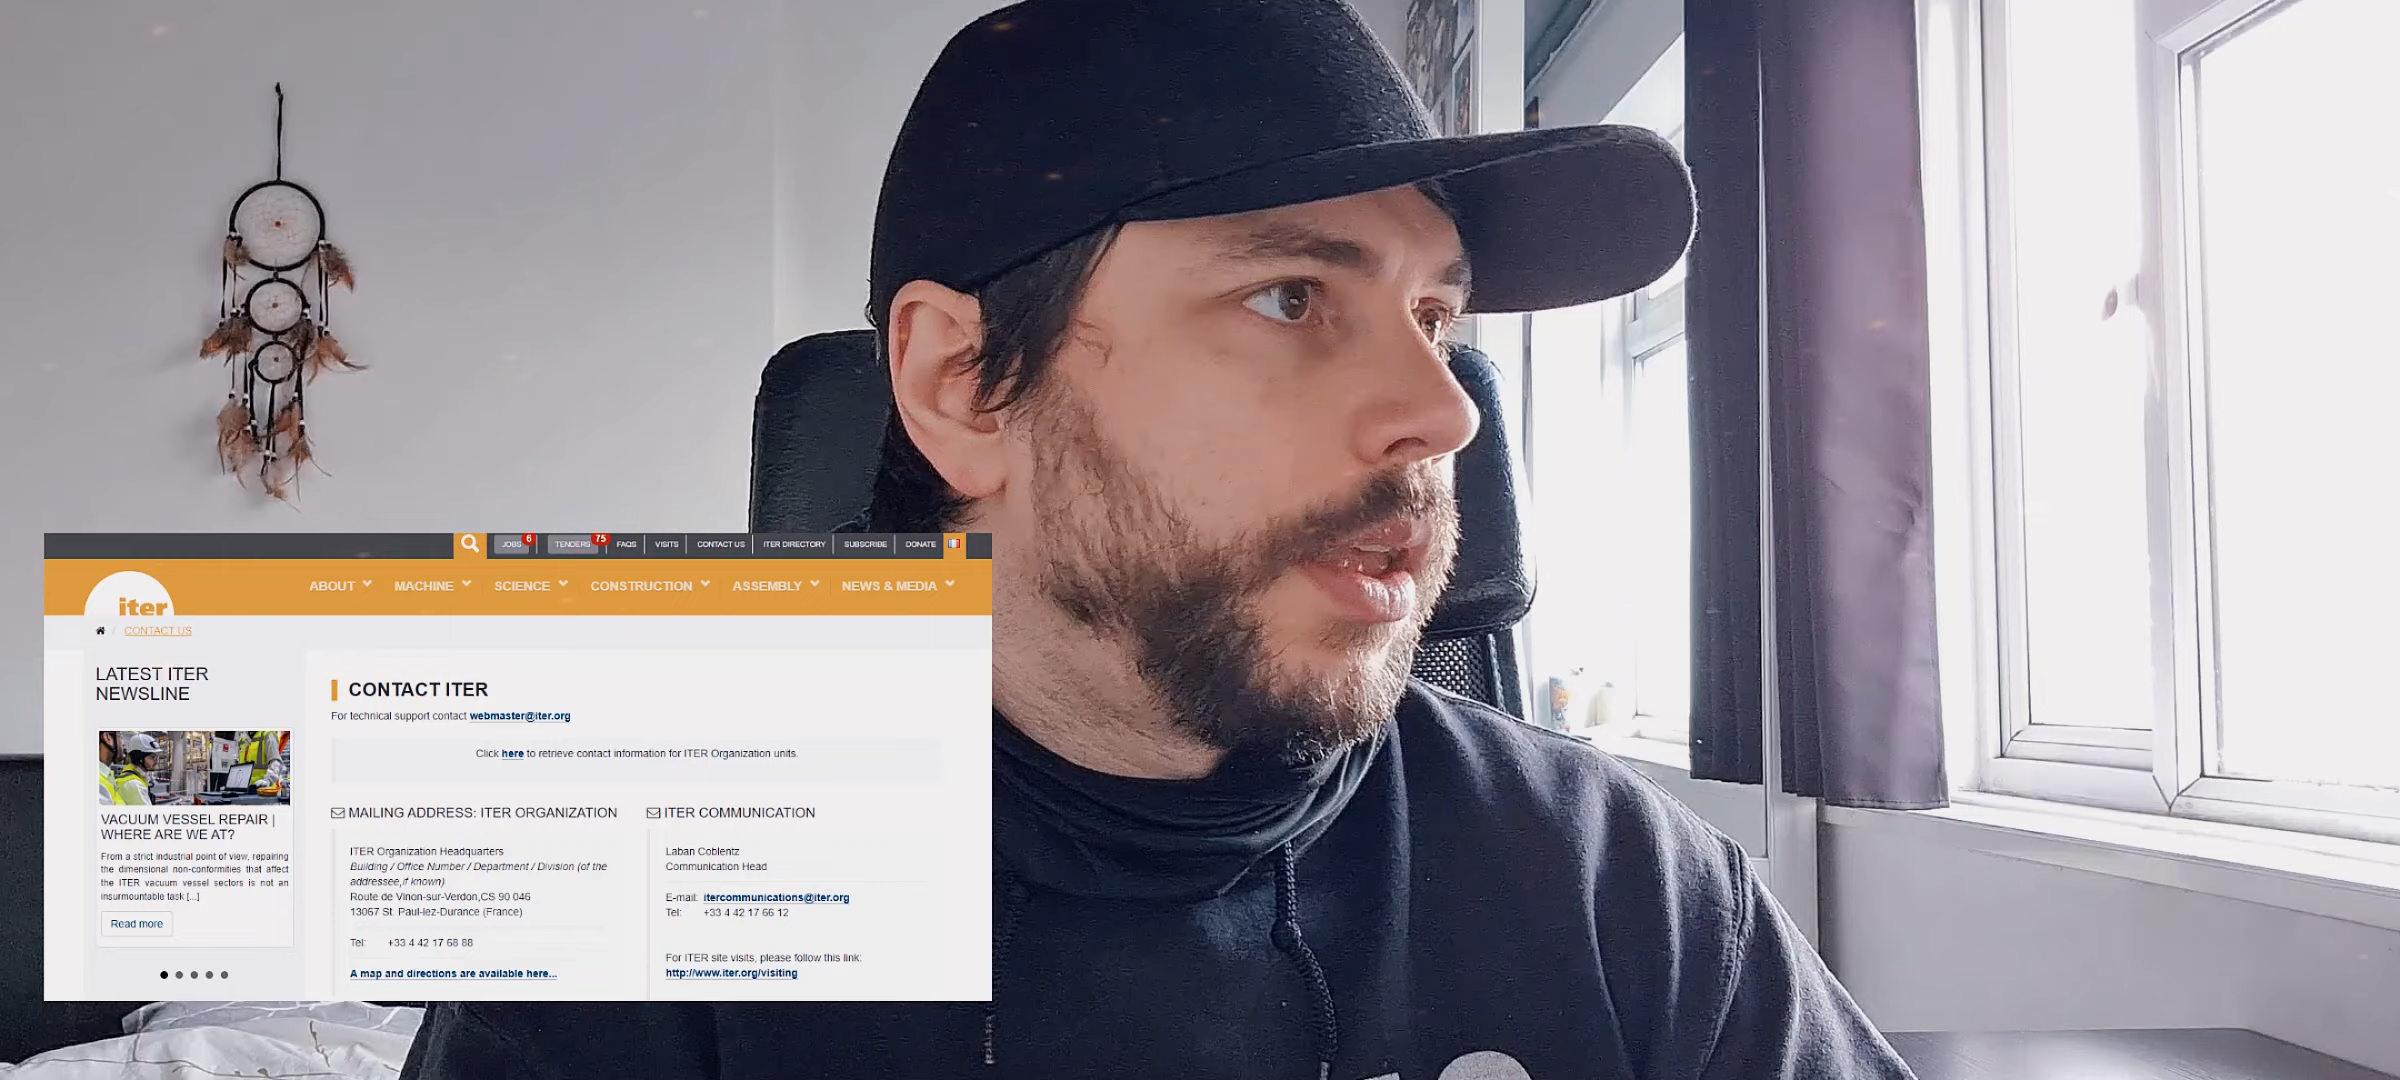 JOBS 6 TENDERS 75 FAQS VISITS CONTACT US ITER DIRECTORY SUBSCRIBE DONATE
iter
ABOUT MACHINE SCIENCE CONSTRUCTION ASSEMBLY NEWS & MEDIA
/ CONTACT US
LATEST ITER
NEWSLINE
VACUUM VESSEL REPAIR |
WHERE ARE WE AT?
From a strict industrial point of view, repairing
the dimensional non-conformities that affect
the ITER vacuum vessel sectors is not an
insurmountable task [...]
Read more
CONTACT ITER
For technical support contact webmaster@iter.org
Click here to retrieve contact information for ITER Organization units.
MAILING ADDRESS: ITER ORGANIZATION
ITER Organization Headquarters
Building / Office Number / Department / Division (of the
addressee,if known)
Route de Vinon-sur-Verdon,CS 90 046
13067 St. Paul-lez-Durance (France)
Tel: +33 4 42 17 68 88
A map and directions are available here...
ITER COMMUNICATION
Laban Coblentz
Communication Head
E-mail: itercommunications@iter.org
Tel: +33 4 42 17 66 12
For ITER site visits, please follow this link:
http://www.iter.org/visiting